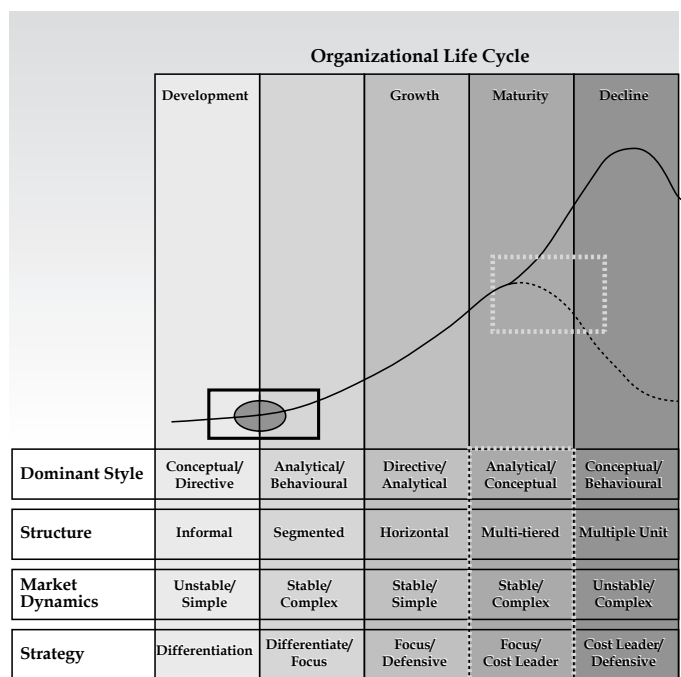 Organizational Life Cycle
Development Growth Maturity Decline
Dominant Style
Conceptual/
Directive
Analytical/
Behavioural
Directive/
Analytical
Analytical/
Conceptual
Conceptual/
Behavioural
Structure
Informal
Segmented
Horizontal
Multi-tiered
Multiple Unit
Market
Dynamics
Unstable/
Simple
Stable/
Complex
Stable/
Simple
Stable/
Complex
Unstable/
Complex
Strategy
Differentiation
Differentiate/
Focus
Focus/
Defensive
Focus/
Cost Leader
Cost Leader/
Defensive